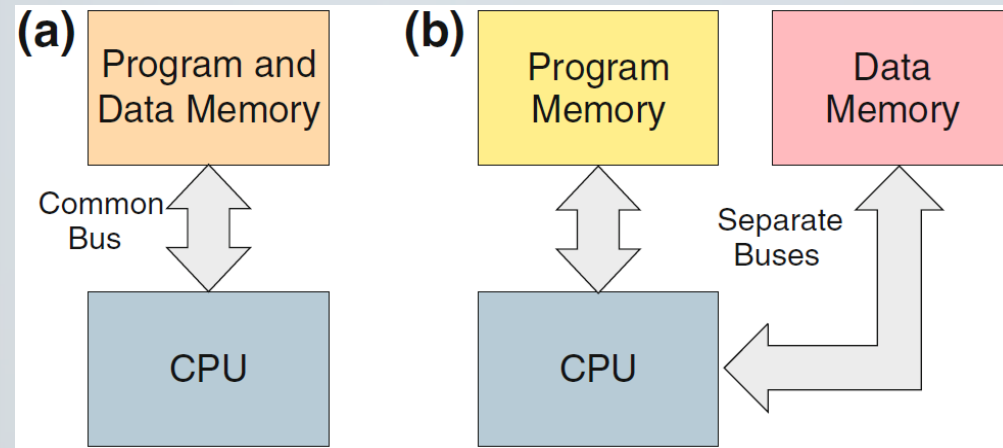 (a)
Program and
Data Memory
Common
Bus
CPU
(b)
Program
Memory
Data
Memory
Separate
Buses
CPU